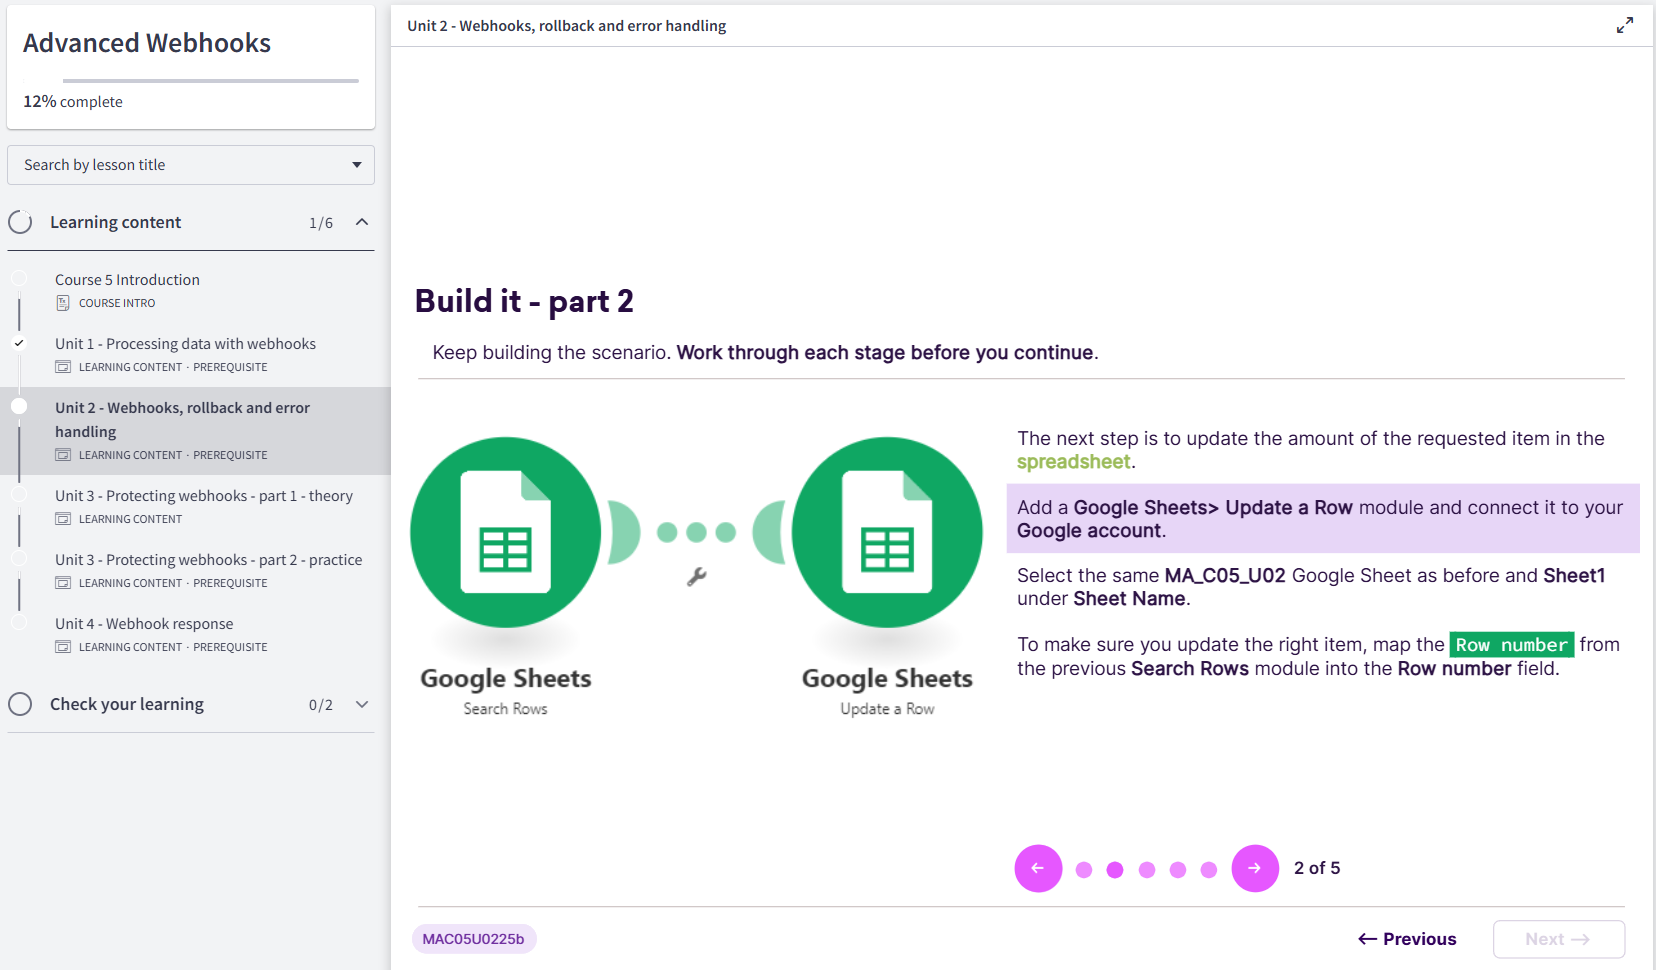 Advanced Webhooks
12% complete
Search by lesson title
Learning content 1/6
Course 5 Introduction
COURSE INTRO
Unit 1 - Processing data with webhooks
LEARNING CONTENT · PREREQUISITE
Unit 2 - Webhooks, rollback and error
handling
LEARNING CONTENT · PREREQUISITE
Unit 3 - Protecting webhooks - part 1 - theory
LEARNING CONTENT
Unit 3 - Protecting webhooks - part 2 - practice
LEARNING CONTENT · PREREQUISITE
Unit 4 - Webhook response
LEARNING CONTENT · PREREQUISITE
Check your learning 0/2
Unit 2 - Webhooks, rollback and error handling
Build it - part 2
Keep building the scenario. Work through each stage before you continue.
Google Sheets
Search Rows
Google Sheets
Update a Row
The next step is to update the amount of the requested item in the
spreadsheet.
Add a Google Sheets> Update a Row module and connect it to your
Google account.
Select the same MA_C05_U02 Google Sheet as before and Sheet1
under Sheet Name.
To make sure you update the right item, map the Row number from
the previous Search Rows module into the Row number field.
2 of 5
MAC05U0225b
← Previous
Next →